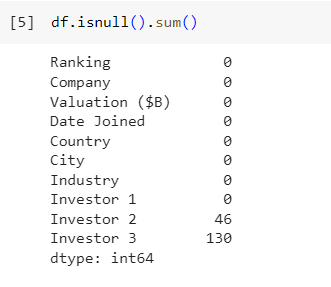 [5] df.isnull().sum()
Ranking 0
Company 0
Valuation ($B) 0
Date Joined 0
Country 0
City 0
Industry 0
Investor 1 0
Investor 2 46
Investor 3 130
dtype: int64